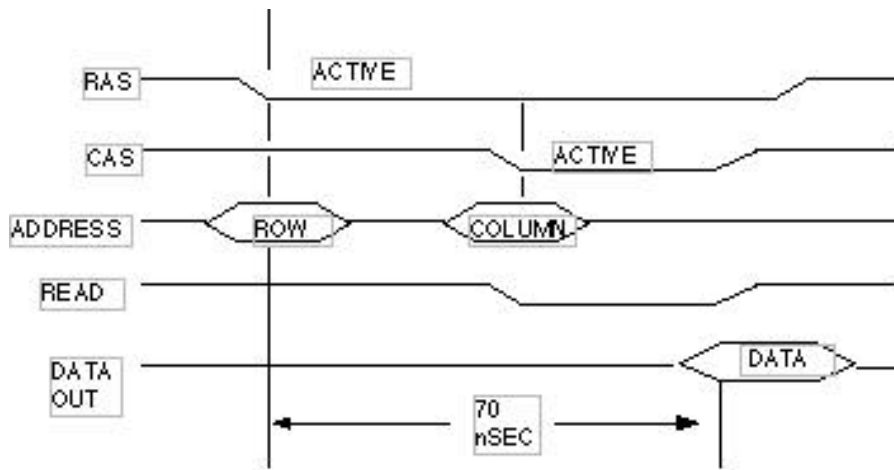 RAS
ACTIVE
CAS
ACTIVE
ADDRESS
ROW
COLUMN
READ
DATA
OUT
DATA
70
nSEC